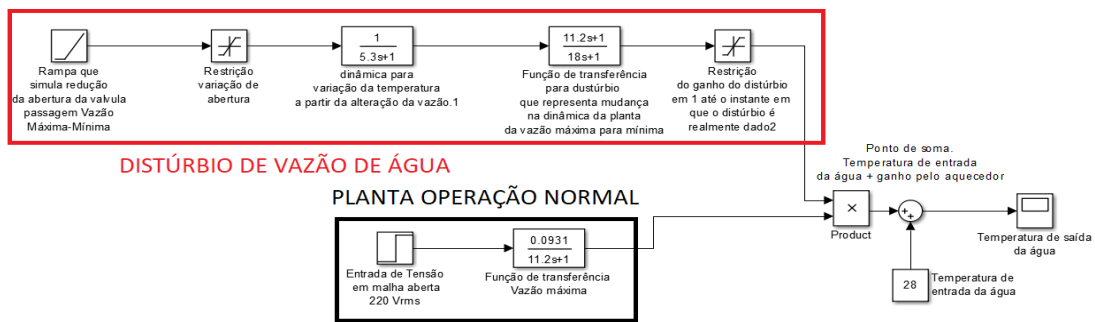 Rampa que
simula redução
da abertura da valvula
passagem Vazão
Máxima-Mínima
Restrição
variação de
abertura
1
5.3s+1
dinâmica para
variação da temperatura
a partir da alteração da vazão.1
11.2s+1
18s+1
Função de transferência
para dustúrbio
que representa mudança
na dinâmica da planta
da vazão máxima para mínima
Restrição
do ganho do distúrbio
em 1 até o instante em
que o distúrbio é
realmente dado2
DISTÚRBIO DE VAZÃO DE ÁGUA
PLANTA OPERAÇÃO NORMAL
Entrada de Tensão
em malha aberta
220 Vrms
0.0931
11.2s+1
Função de transferência
Vazão máxima
Ponto de soma.
Temperatura de entrada
da água + ganho pelo aquecedor
×
Product
+
+
Temperatura de saída
da água
28
Temperatura de
entrada da água